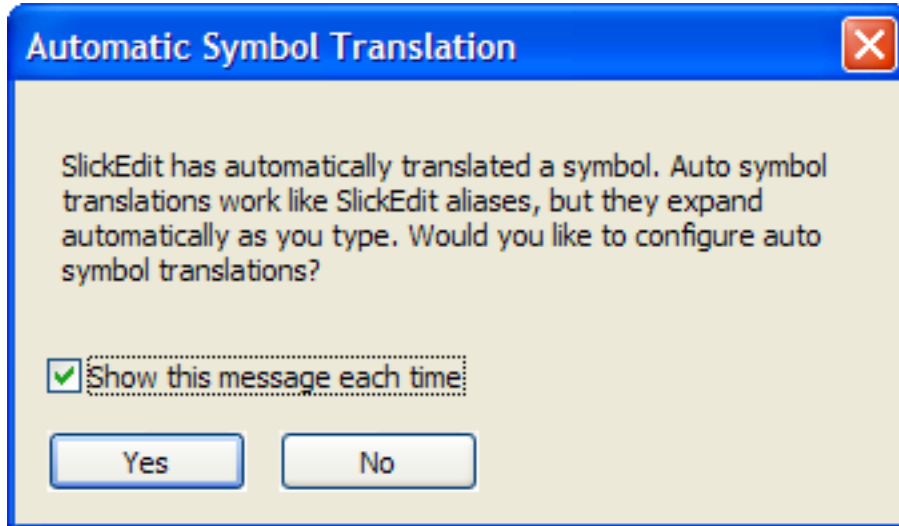 Automatic Symbol Translation
SlickEdit has automatically translated a symbol. Auto symbol
translations work like SlickEdit aliases, but they expand
automatically as you type. Would you like to configure auto
symbol translations?
Show this message each time
Yes
No